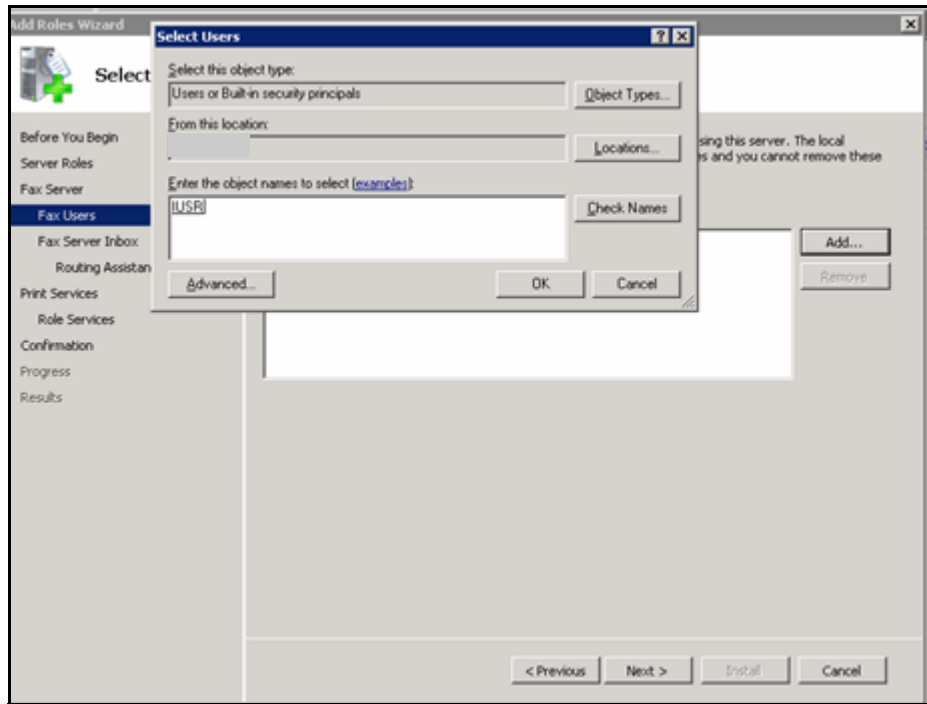 Add Roles Wizard
Select Users
Select
Select this object type:
Users or Built-in security principals
Object Types...
From this location:
Locations...
Enter the object names to select (examples):
IUSR
Check Names
Advanced...
OK
Cancel
Before You Begin
Server Roles
Fax Server
Fax Users
Fax Server Inbox
Routing Assistan
Print Services
Role Services
Confirmation
Progress
Results
sing this server. The local
s and you cannot remove these
Add...
Remove
< Previous
Next >
Install
Cancel